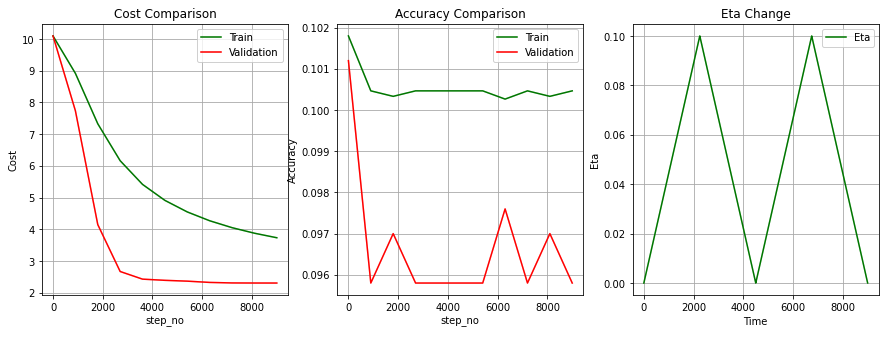 Cost Comparison
Cost
10
9
8
7
6
5
4
3
2
0
2000
4000
6000
8000
step_no
Train
Validation
Accuracy Comparison
Accuracy
0.102
0.101
0.100
0.099
0.098
0.097
0.096
0
2000
4000
6000
8000
step_no
Train
Validation
Eta Change
Eta
0.10
0.08
0.06
0.04
0.02
0.00
0
2000
4000
6000
8000
Time
Eta